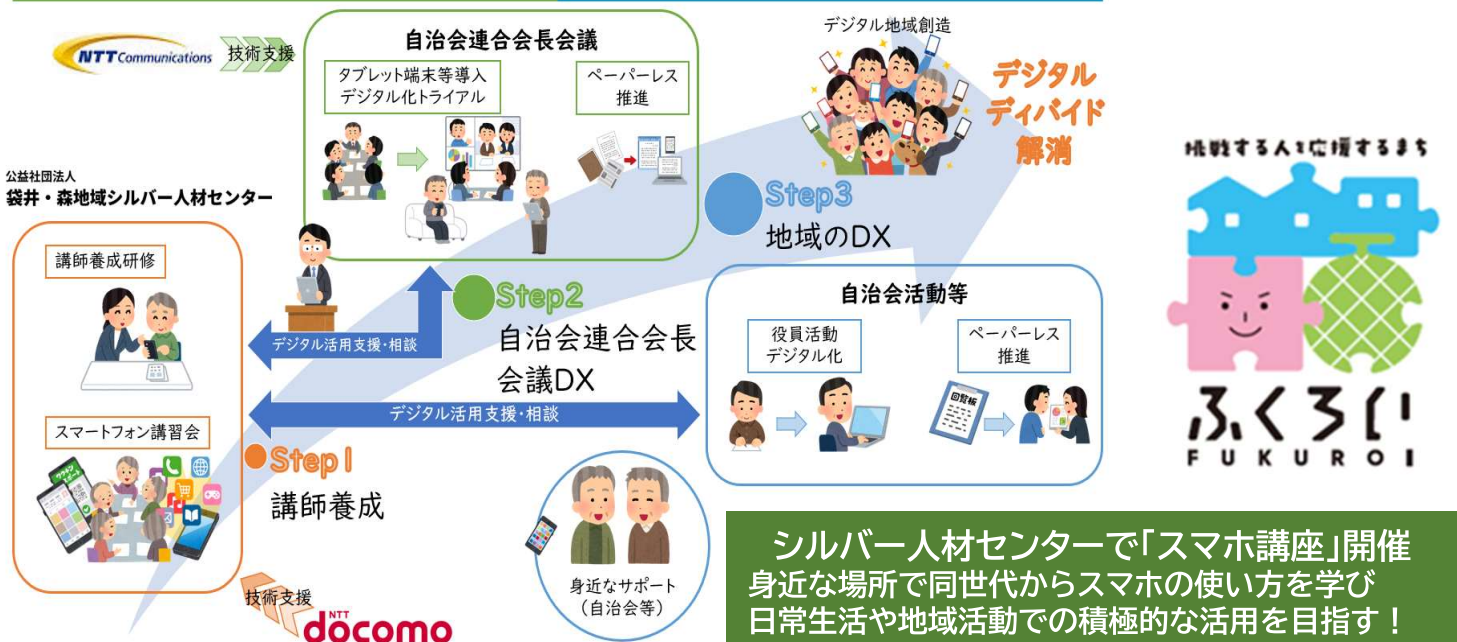 NTT Communications
技術支援
自治会連合会長会議
タブレット端末等導入
デジタル化トライアル
ペーパーレス
推進
デジタル地域創造
デジタル
ディバイド
解消
挑戦する人を応援するまち
ふくろい
FUKUROI
公益社団法人
袋井・森地域シルバー人材センター
講師養成研修
スマートフォン講習会
Step3
地域のDX
Step2
自治会連合会長
会議DX
デジタル活用支援・相談
デジタル活用支援・相談
Step1
講師養成
自治会活動等
役員活動
デジタル化
ペーパーレス
推進
回覧板
身近なサポート
(自治会等)
技術支援
NTT
docomo
シルバー人材センターで「スマホ講座」開催
身近な場所で同世代からスマホの使い方を学び
日常生活や地域活動での積極的な活用を目指す!